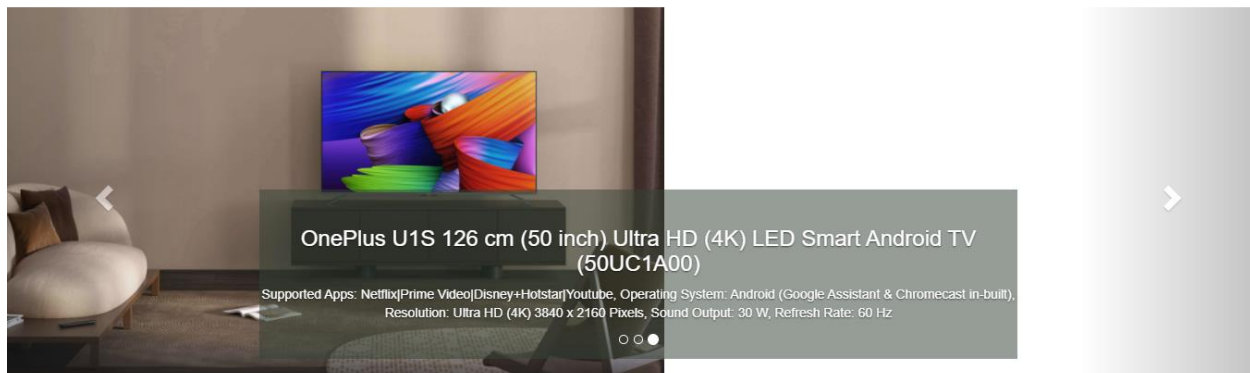 OnePlus U1S 126 cm (50 inch) Ultra HD (4K) LED Smart Android TV
(50UC1A00)
Supported Apps: Netflix|Prime Video|Disney+Hotstar|Youtube, Operating System: Android (Google Assistant & Chromecast in-built),
Resolution: Ultra HD (4K) 3840 x 2160 Pixels, Sound Output: 30 W, Refresh Rate: 60 Hz